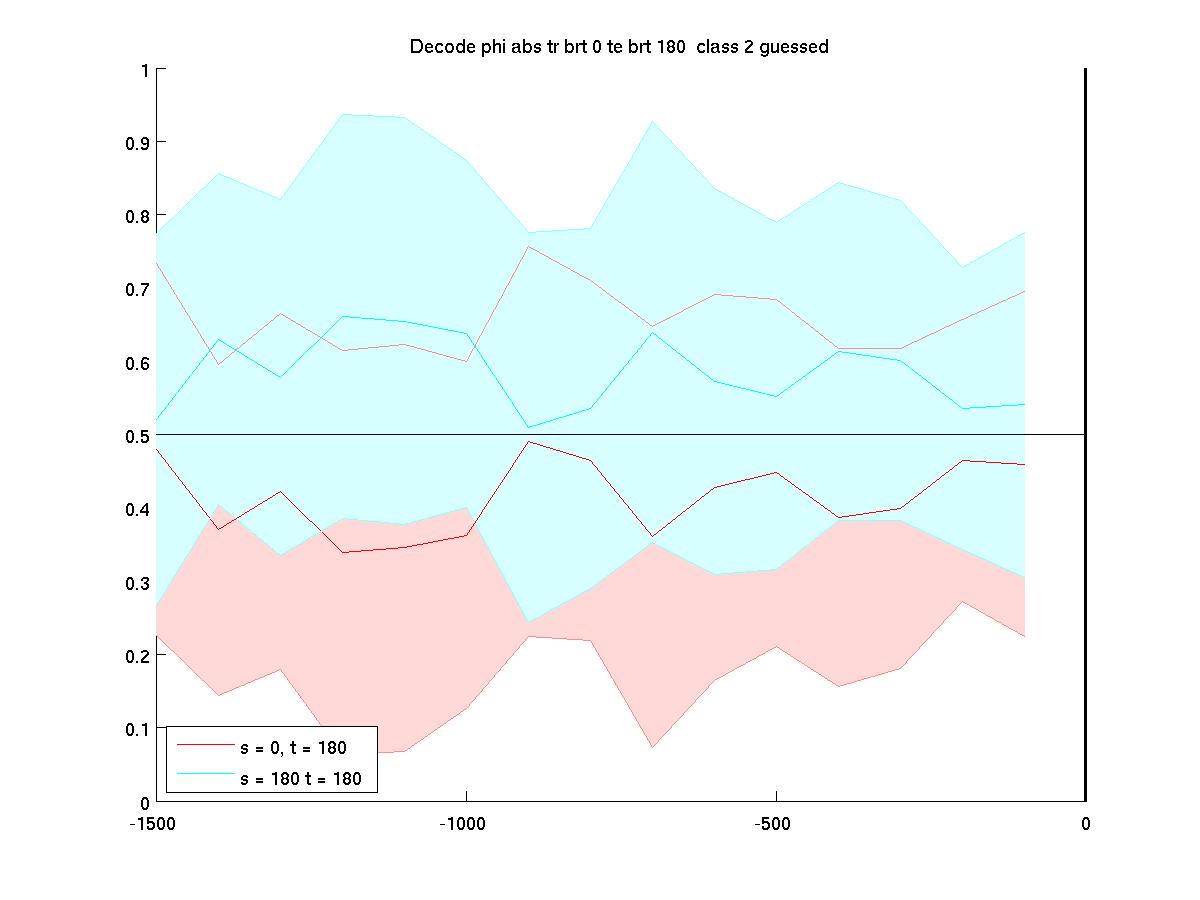 Decode phi abs tr brt 0 te brt 180 class 2 guessed
1
0.9
0.8
0.7
0.6
0.5
0.4
0.3
0.2
0.1
0
s = 0, t = 180
s = 180 t = 180
-1500 -1000 -500 0